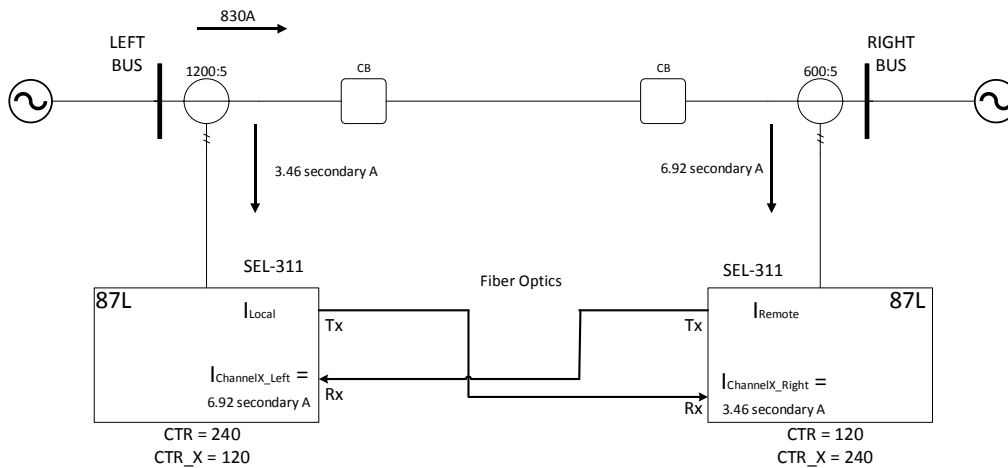 830A
LEFT
BUS
RIGHT
BUS
1200:5
CB
CB
600:5
3.46 secondary A
6.92 secondary A
SEL-311
Fiber Optics
SEL-311
87L
87L
ILocal
Tx
Tx
IRemote
IChannelX_Left =
6.92 secondary A
Rx
Rx
IChannelX_Right =
3.46 secondary A
CTR = 240
CTR_X = 120
CTR = 120
CTR_X = 240